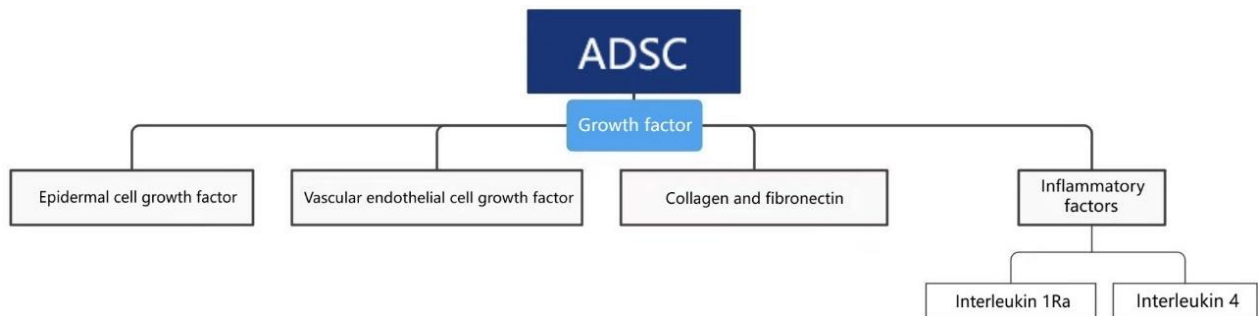 ADSC
Growth factor
Epidermal cell growth factor
Vascular endothelial cell growth factor
Collagen and fibronectin
Inflammatory
factors
Interleukin 1Ra
Interleukin 4